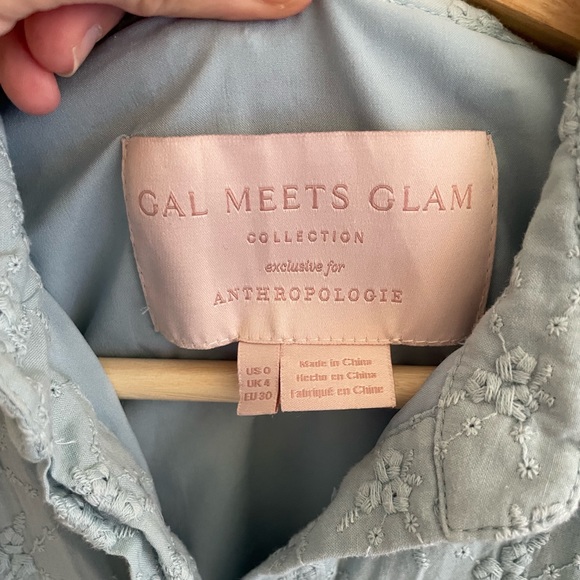 GAL MEETS GLAM
COLLECTION
exclusive for
ANTHROPOLOGIE
US 0
UK 4
EU 30
Made in China
Hecho en China
Fabriqué en Chine